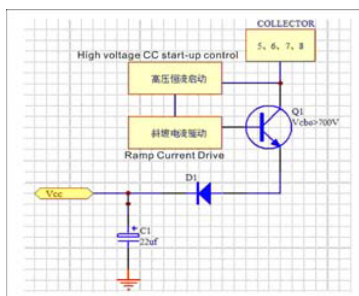 COLLECTOR
5、6、7、8
High voltage CC start-up control
高压恒流启动
Q1
Vcbo>700V
斜坡电流驱动
Ramp Current Drive
D1
Vcc
C1
22uf